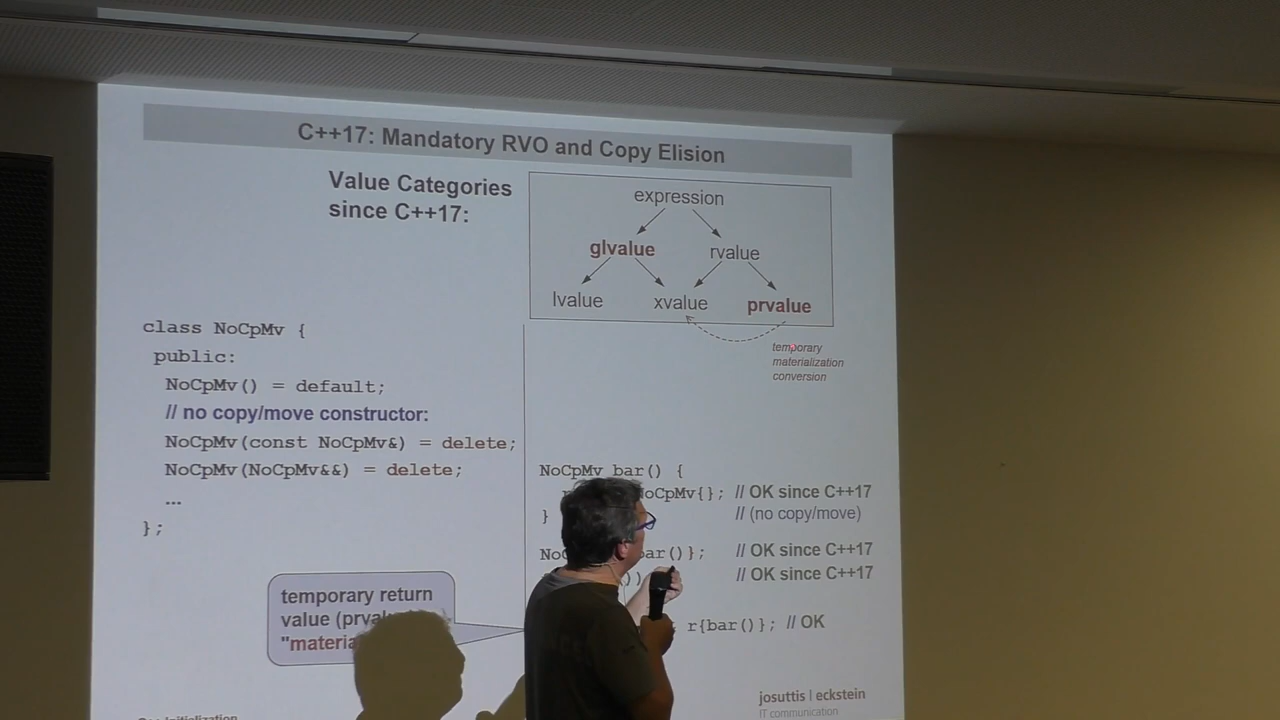 C++17: Mandatory RVO and Copy Elision
Value Categories
since C++17:
expression
glvalue rvalue
lvalue xvalue prvalue
temporary
materialization
conversion
class NoCpMv {
public:
NoCpMv() = default;
// no copy/move constructor:
NoCpMv(const NoCpMv&) = delete;
NoCpMv(NoCpMv&&) = delete;
...
};
NoCpMv bar() {
NoCpMv{}; // OK since C++17
} // (no copy/move)
bar()}; // OK since C++17
// OK since C++17
r{bar()}; // OK
temporary return
value
josuttis | eckstein
IT communication